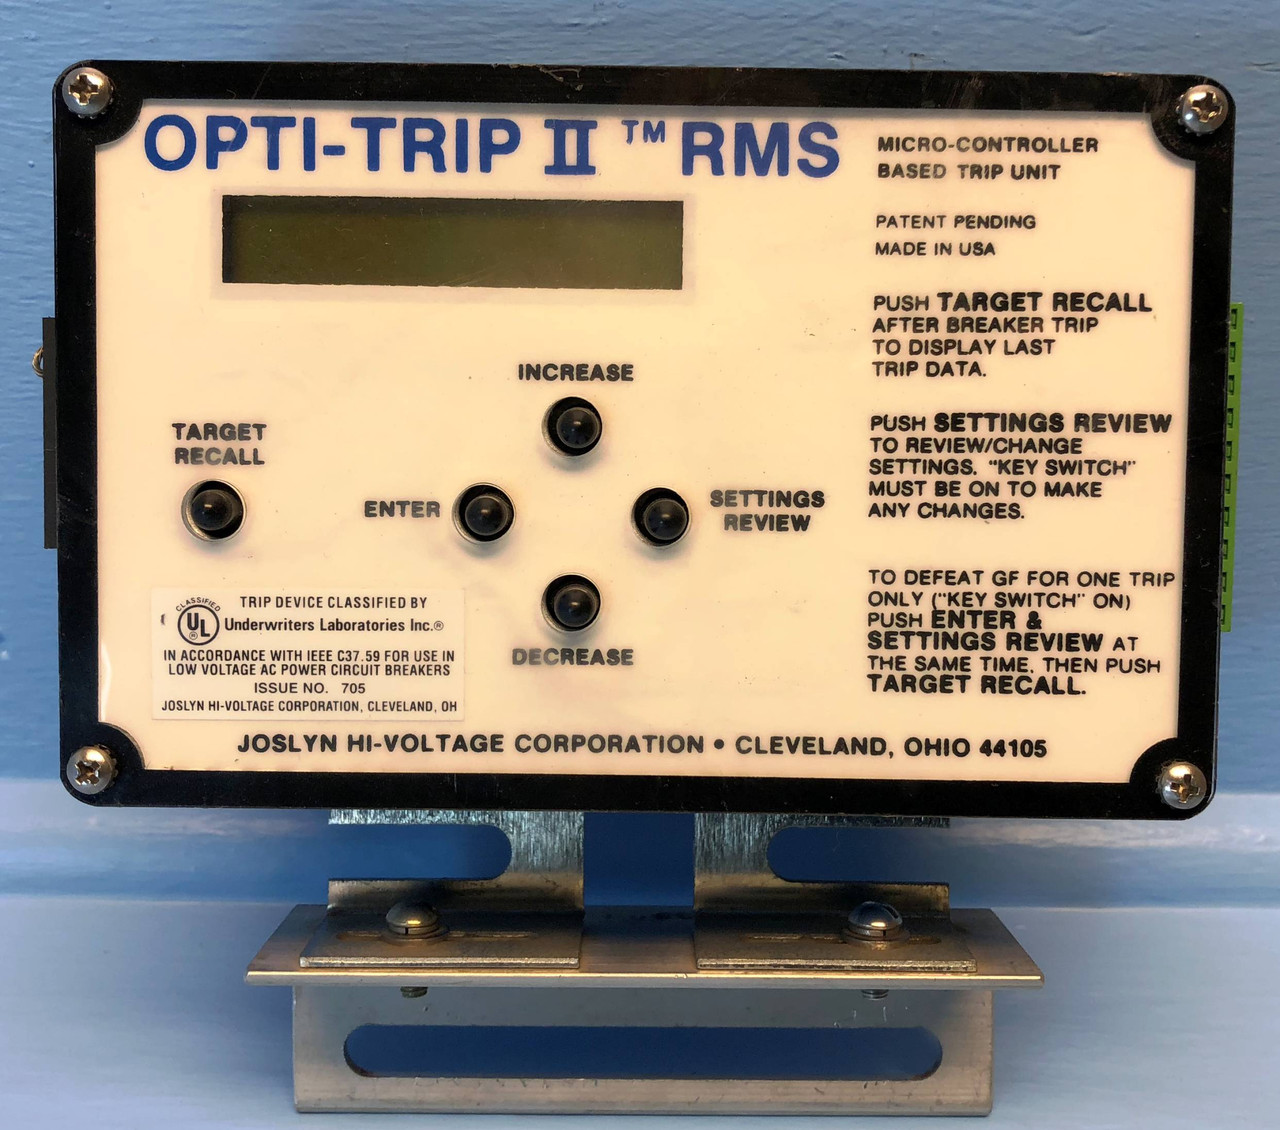 OPTI-TRIP II ™ RMS
MICRO-CONTROLLER
BASED TRIP UNIT
PATENT PENDING
MADE IN USA
PUSH TARGET RECALL
AFTER BREAKER TRIP
TO DISPLAY LAST
TRIP DATA.
PUSH SETTINGS REVIEW
TO REVIEW/CHANGE
SETTINGS. "KEY SWITCH"
MUST BE ON TO MAKE
ANY CHANGES.
TO DEFEAT GF FOR ONE TRIP
ONLY ("KEY SWITCH" ON)
PUSH ENTER &
SETTINGS REVIEW AT
THE SAME TIME, THEN PUSH
TARGET RECALL.
INCREASE
TARGET
RECALL
ENTER
SETTINGS
REVIEW
DECREASE
CLASSIFIED
UL ®
TRIP DEVICE CLASSIFIED BY
Underwriters Laboratories Inc.®
IN ACCORDANCE WITH IEEE C37.59 FOR USE IN
LOW VOLTAGE AC POWER CIRCUIT BREAKERS
ISSUE NO. 705
JOSLYN HI-VOLTAGE CORPORATION, CLEVELAND, OH
JOSLYN HI-VOLTAGE CORPORATION • CLEVELAND, OHIO 44105